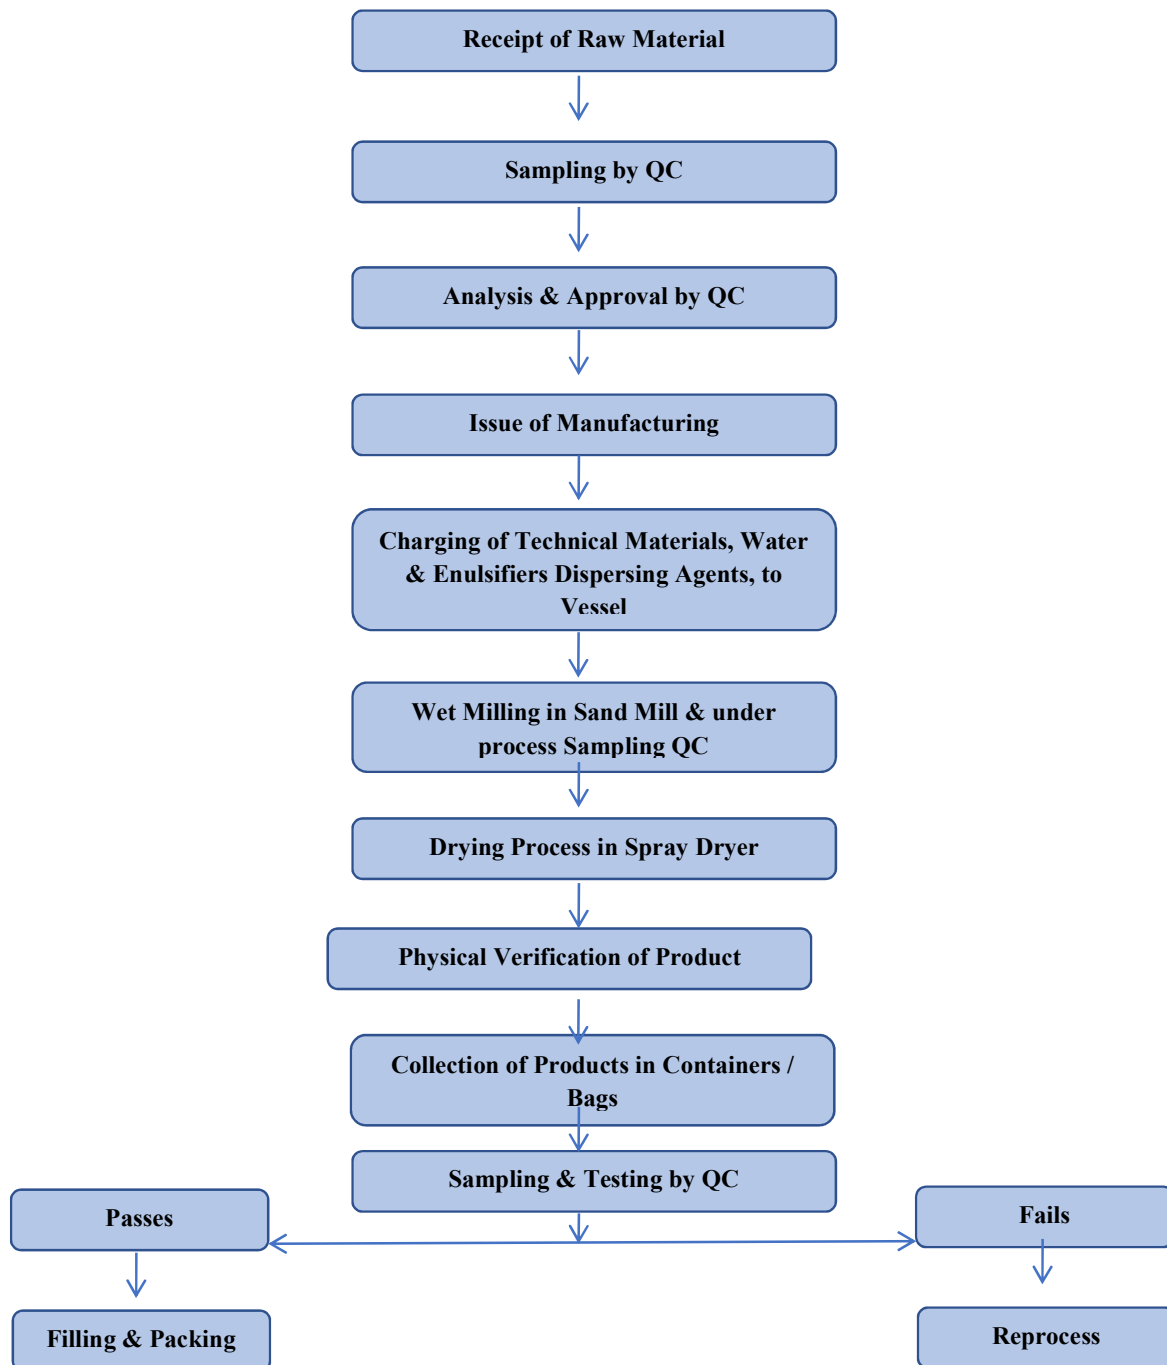 Receipt of Raw Material
Sampling by QC
Analysis & Approval by QC
Issue of Manufacturing
Charging of Technical Materials, Water
& Enulsifiers Dispersing Agents, to
Vessel
Wet Milling in Sand Mill & under
process Sampling QC
Drying Process in Spray Dryer
Physical Verification of Product
Collection of Products in Containers /
Bags
Sampling & Testing by QC
Passes
Fails
Filling & Packing
Reprocess